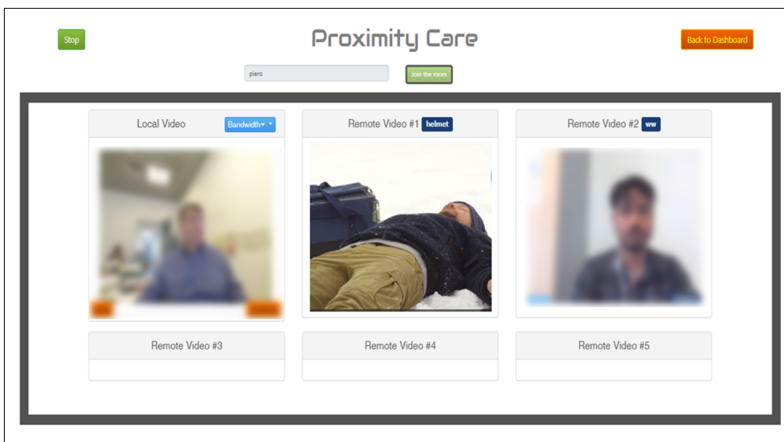 Stop
Proximity Care
Back to Dashboard
piero
Join the room
Local Video
Bandwidth
Remote Video #1 helmet
Remote Video #2 ww
Remote Video #3
Remote Video #4
Remote Video #5